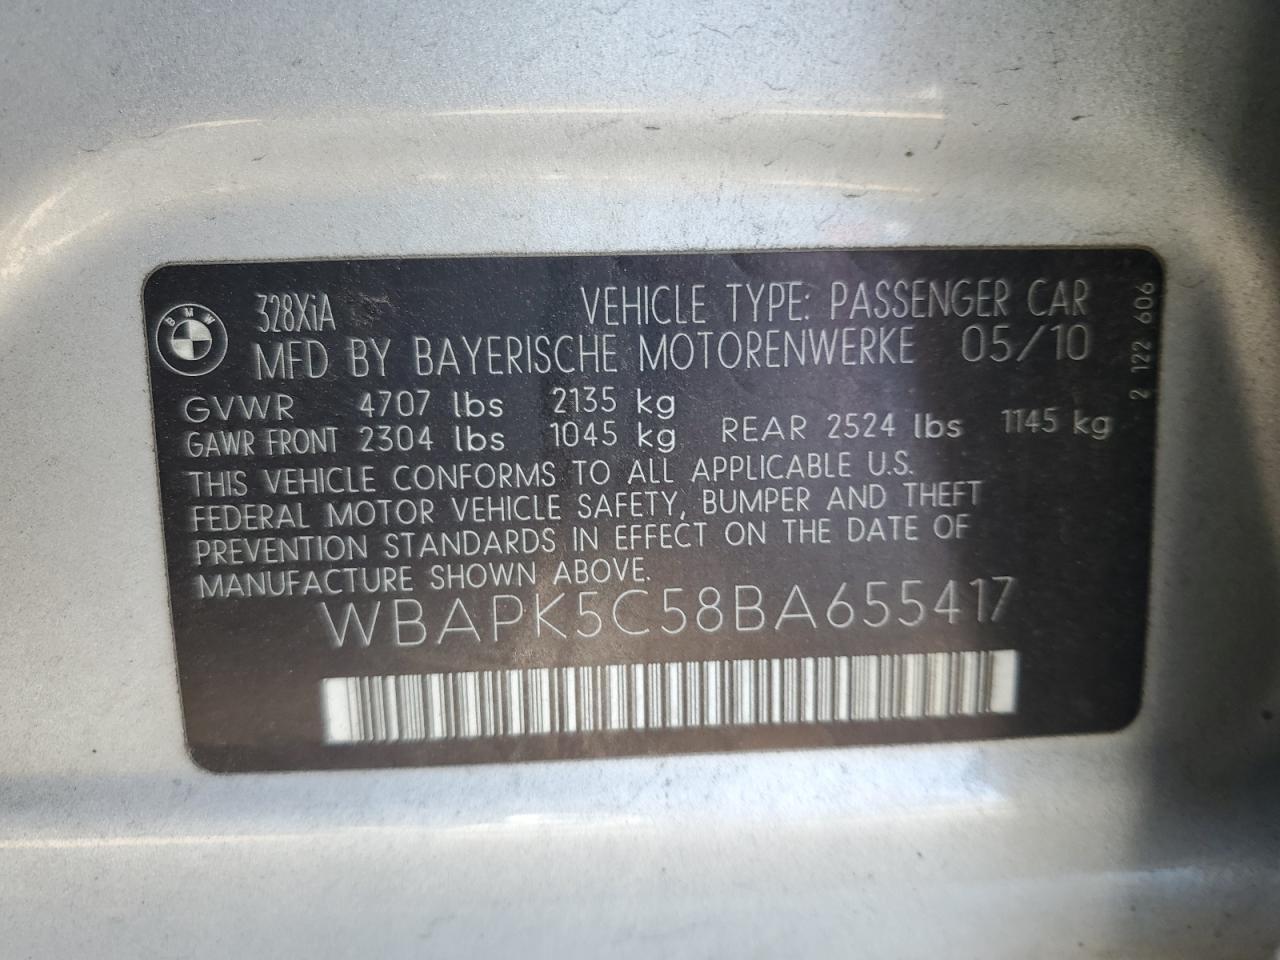 BMW
328XiA
VEHICLE TYPE: PASSENGER CAR
MFD BY BAYERISCHE MOTORENWERKE 05/10
GVWR 4707 lbs 2135 kg
GAWR FRONT 2304 lbs 1045 kg REAR 2524 lbs 1145 kg
THIS VEHICLE CONFORMS TO ALL APPLICABLE U.S.
FEDERAL MOTOR VEHICLE SAFETY, BUMPER AND THEFT
PREVENTION STANDARDS IN EFFECT ON THE DATE OF
MANUFACTURE SHOWN ABOVE.
WBAPK5C58BA655417
2 122 606